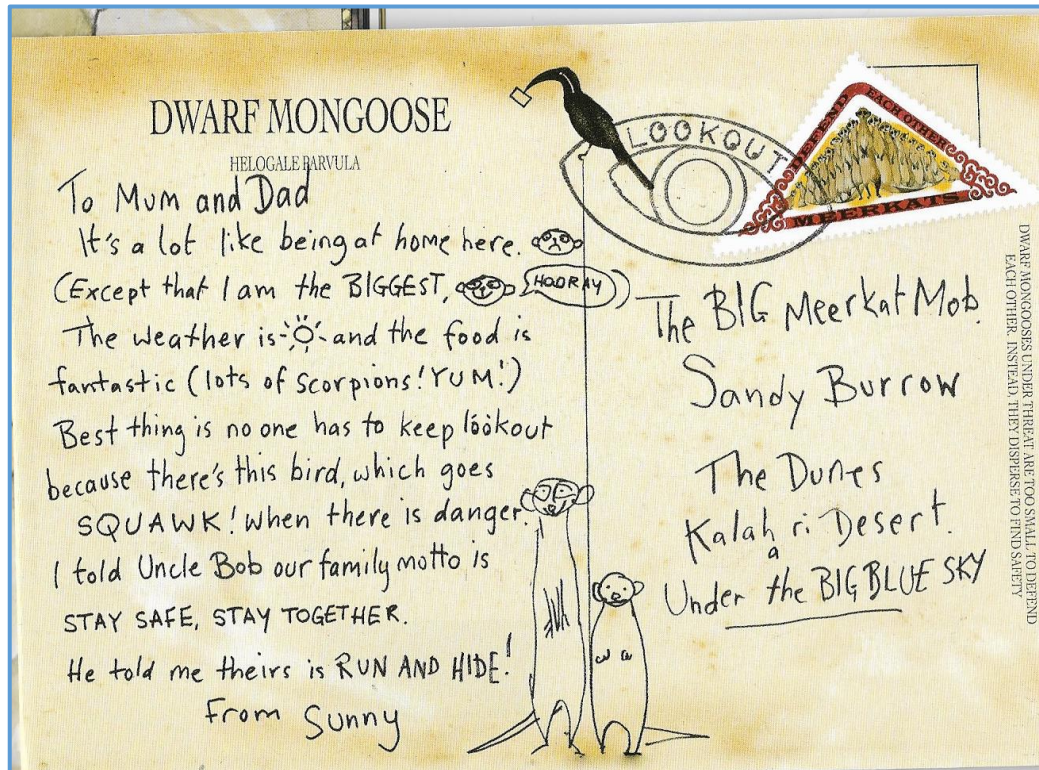 DWARF MONGOOSE
HELOGALE PARVULA
To Mum and Dad
It's a lot like being at home here.
(Except that I am the BIGGEST, HOORAY)
The weather is and the food is
fantastic (lots of scorpions! YUM!)
Best thing is no one has to keep lookout
because there's this bird, which goes
SQUAWK! when there is danger.
I told Uncle Bob our family motto is
STAY SAFE, STAY TOGETHER.
He told me theirs is RUN AND HIDE!
From Sunny
LOOKOUT
DEFEND EACH OTHER
MEERKATS
The BIG Meerkat Mob.
Sandy Burrow
The Dunes
Kalahari Desert.
Under the BIG BLUE SKY
DWARF MONGOOSES UNDER THREAT ARE TOO SMALL TO DEFEND
EACH OTHER. INSTEAD, THEY DISPERSE TO FIND SAFETY